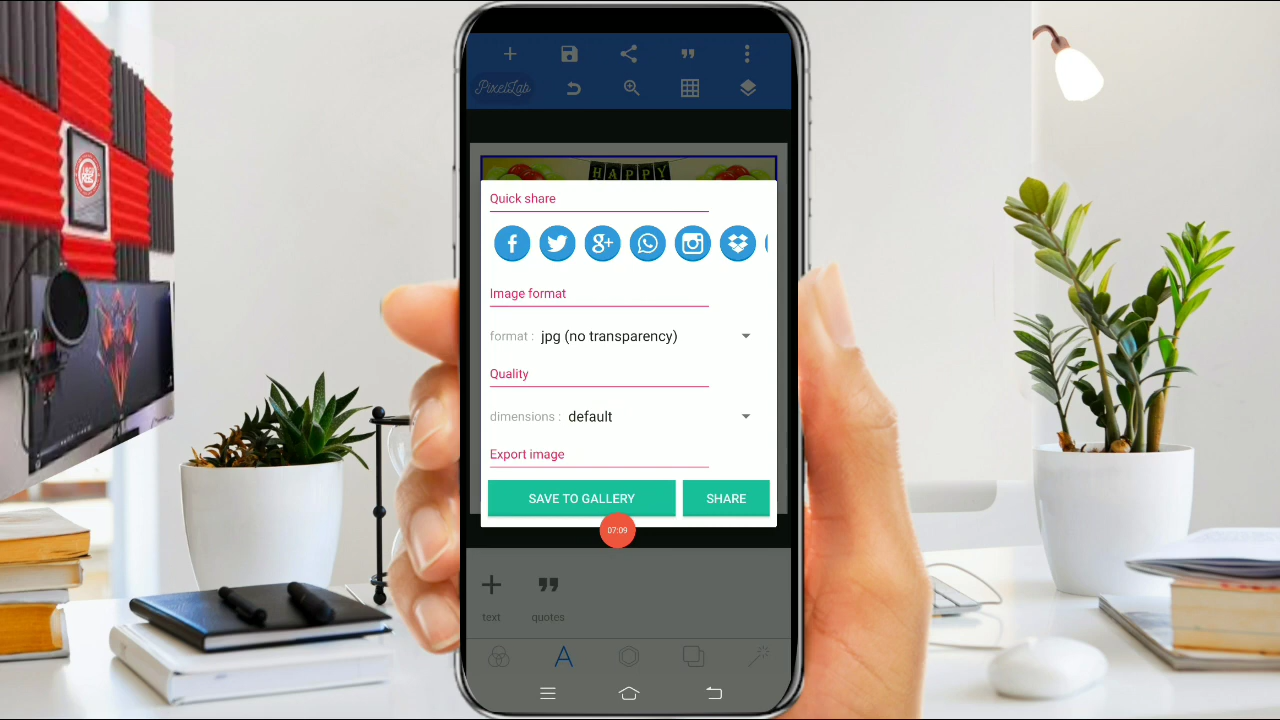 PixelLab
HAPPY
Quick share
g+
Image format
format : jpg (no transparency)
Quality
dimensions : default
Export image
SAVE TO GALLERY SHARE
07:09
text quotes